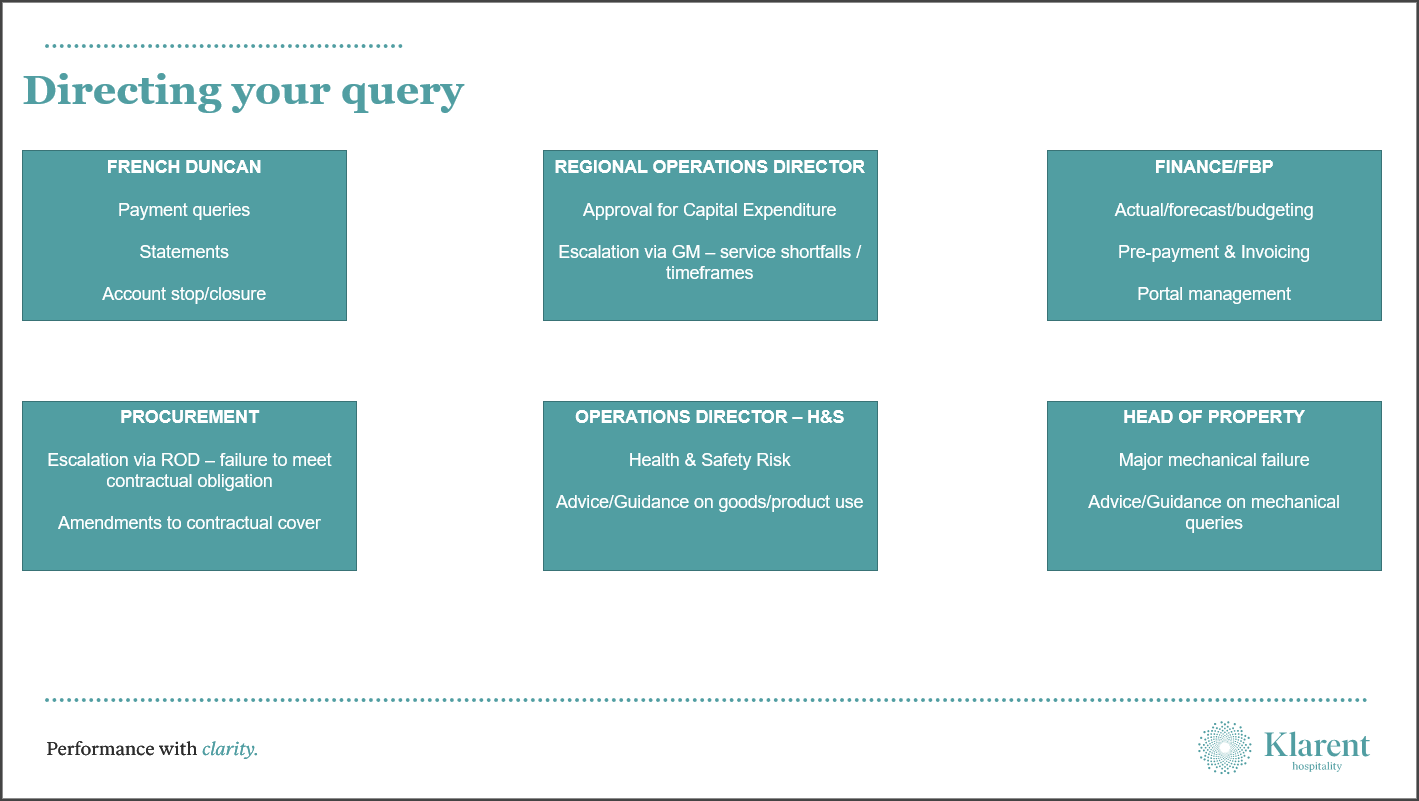 Directing your query
FRENCH DUNCAN
Payment queries
Statements
Account stop/closure
REGIONAL OPERATIONS DIRECTOR
Approval for Capital Expenditure
Escalation via GM – service shortfalls /
timeframes
FINANCE/FBP
Actual/forecast/budgeting
Pre-payment & Invoicing
Portal management
PROCUREMENT
Escalation via ROD – failure to meet
contractual obligation
Amendments to contractual cover
OPERATIONS DIRECTOR – H&S
Health & Safety Risk
Advice/Guidance on goods/product use
HEAD OF PROPERTY
Major mechanical failure
Advice/Guidance on mechanical
queries
Performance with clarity.
Klarent
hospitality